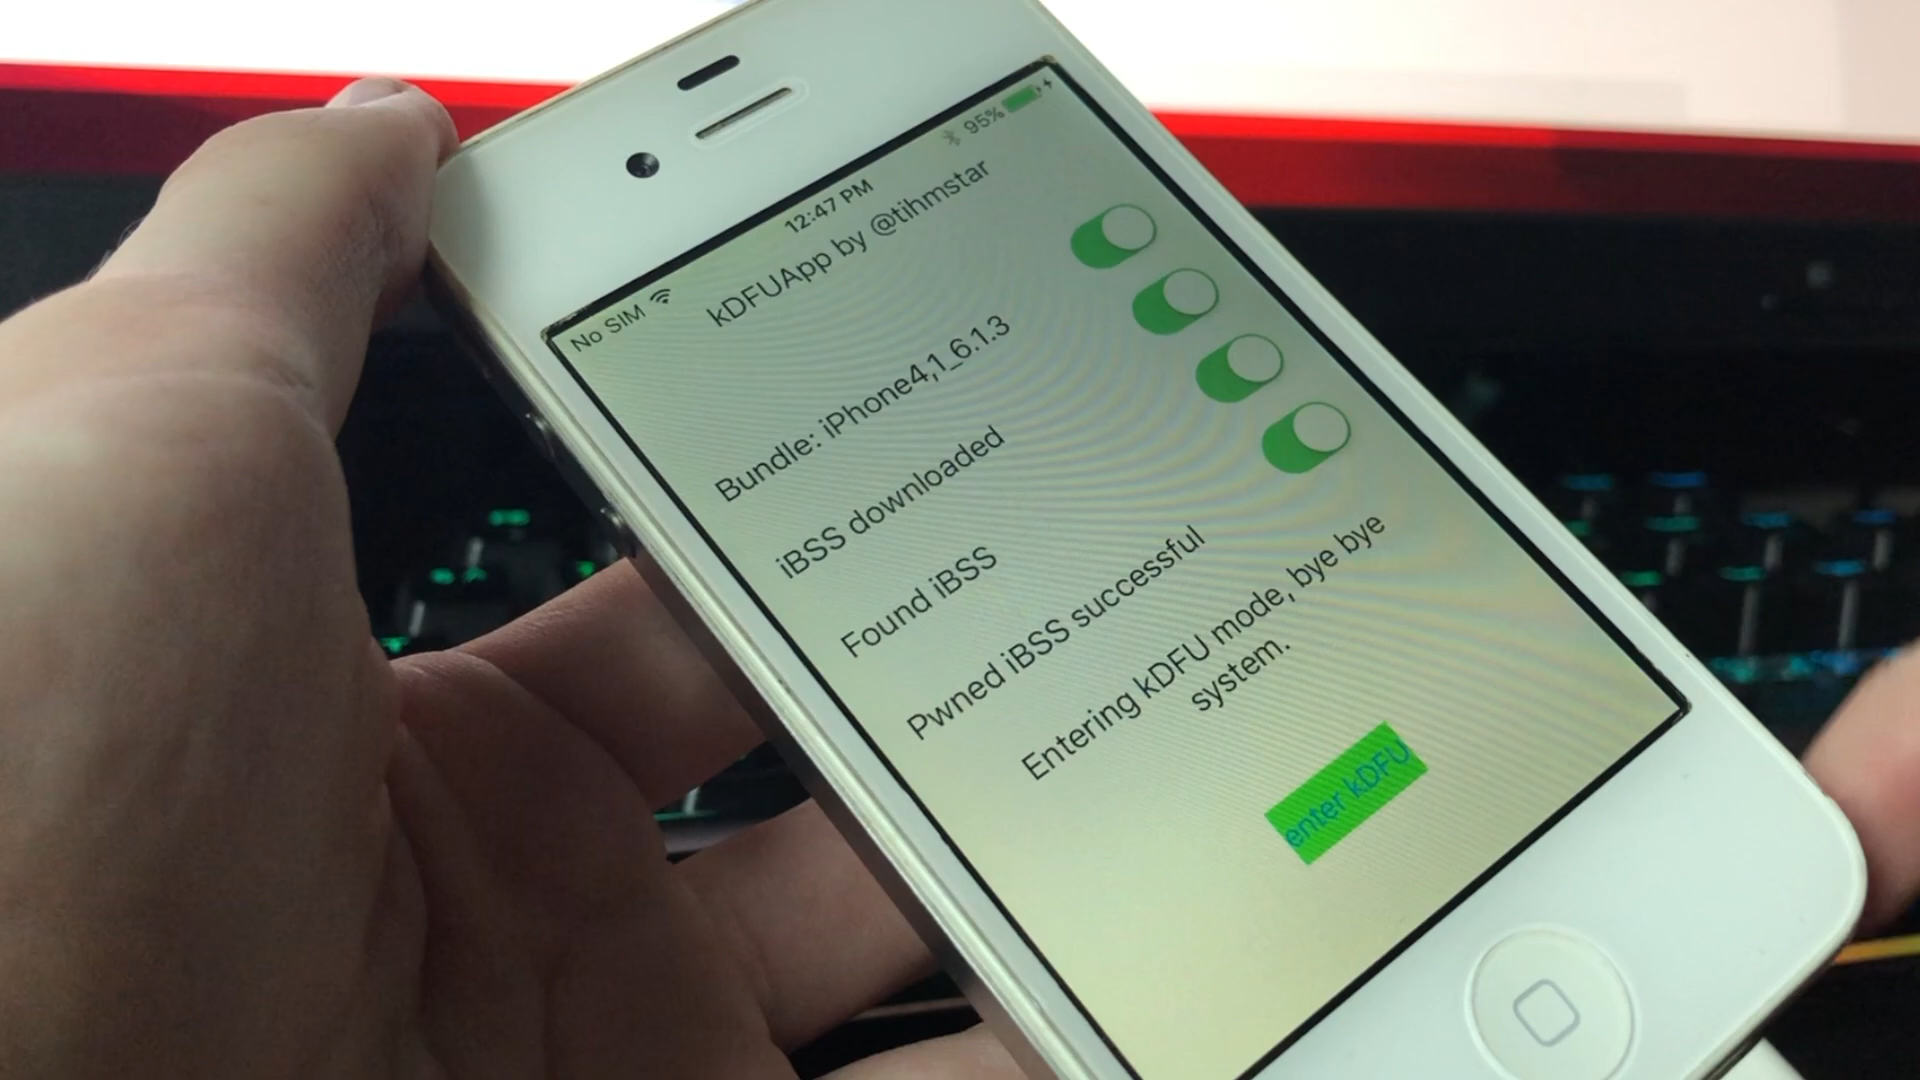 No SIM 12:47 PM 95%
kDFUApp by @tihmstar
Bundle: iPhone4,1_6.1.3
iBSS downloaded
Found iBSS
Pwned iBSS successful
Entering kDFU mode, bye bye
system.
enter kDFU